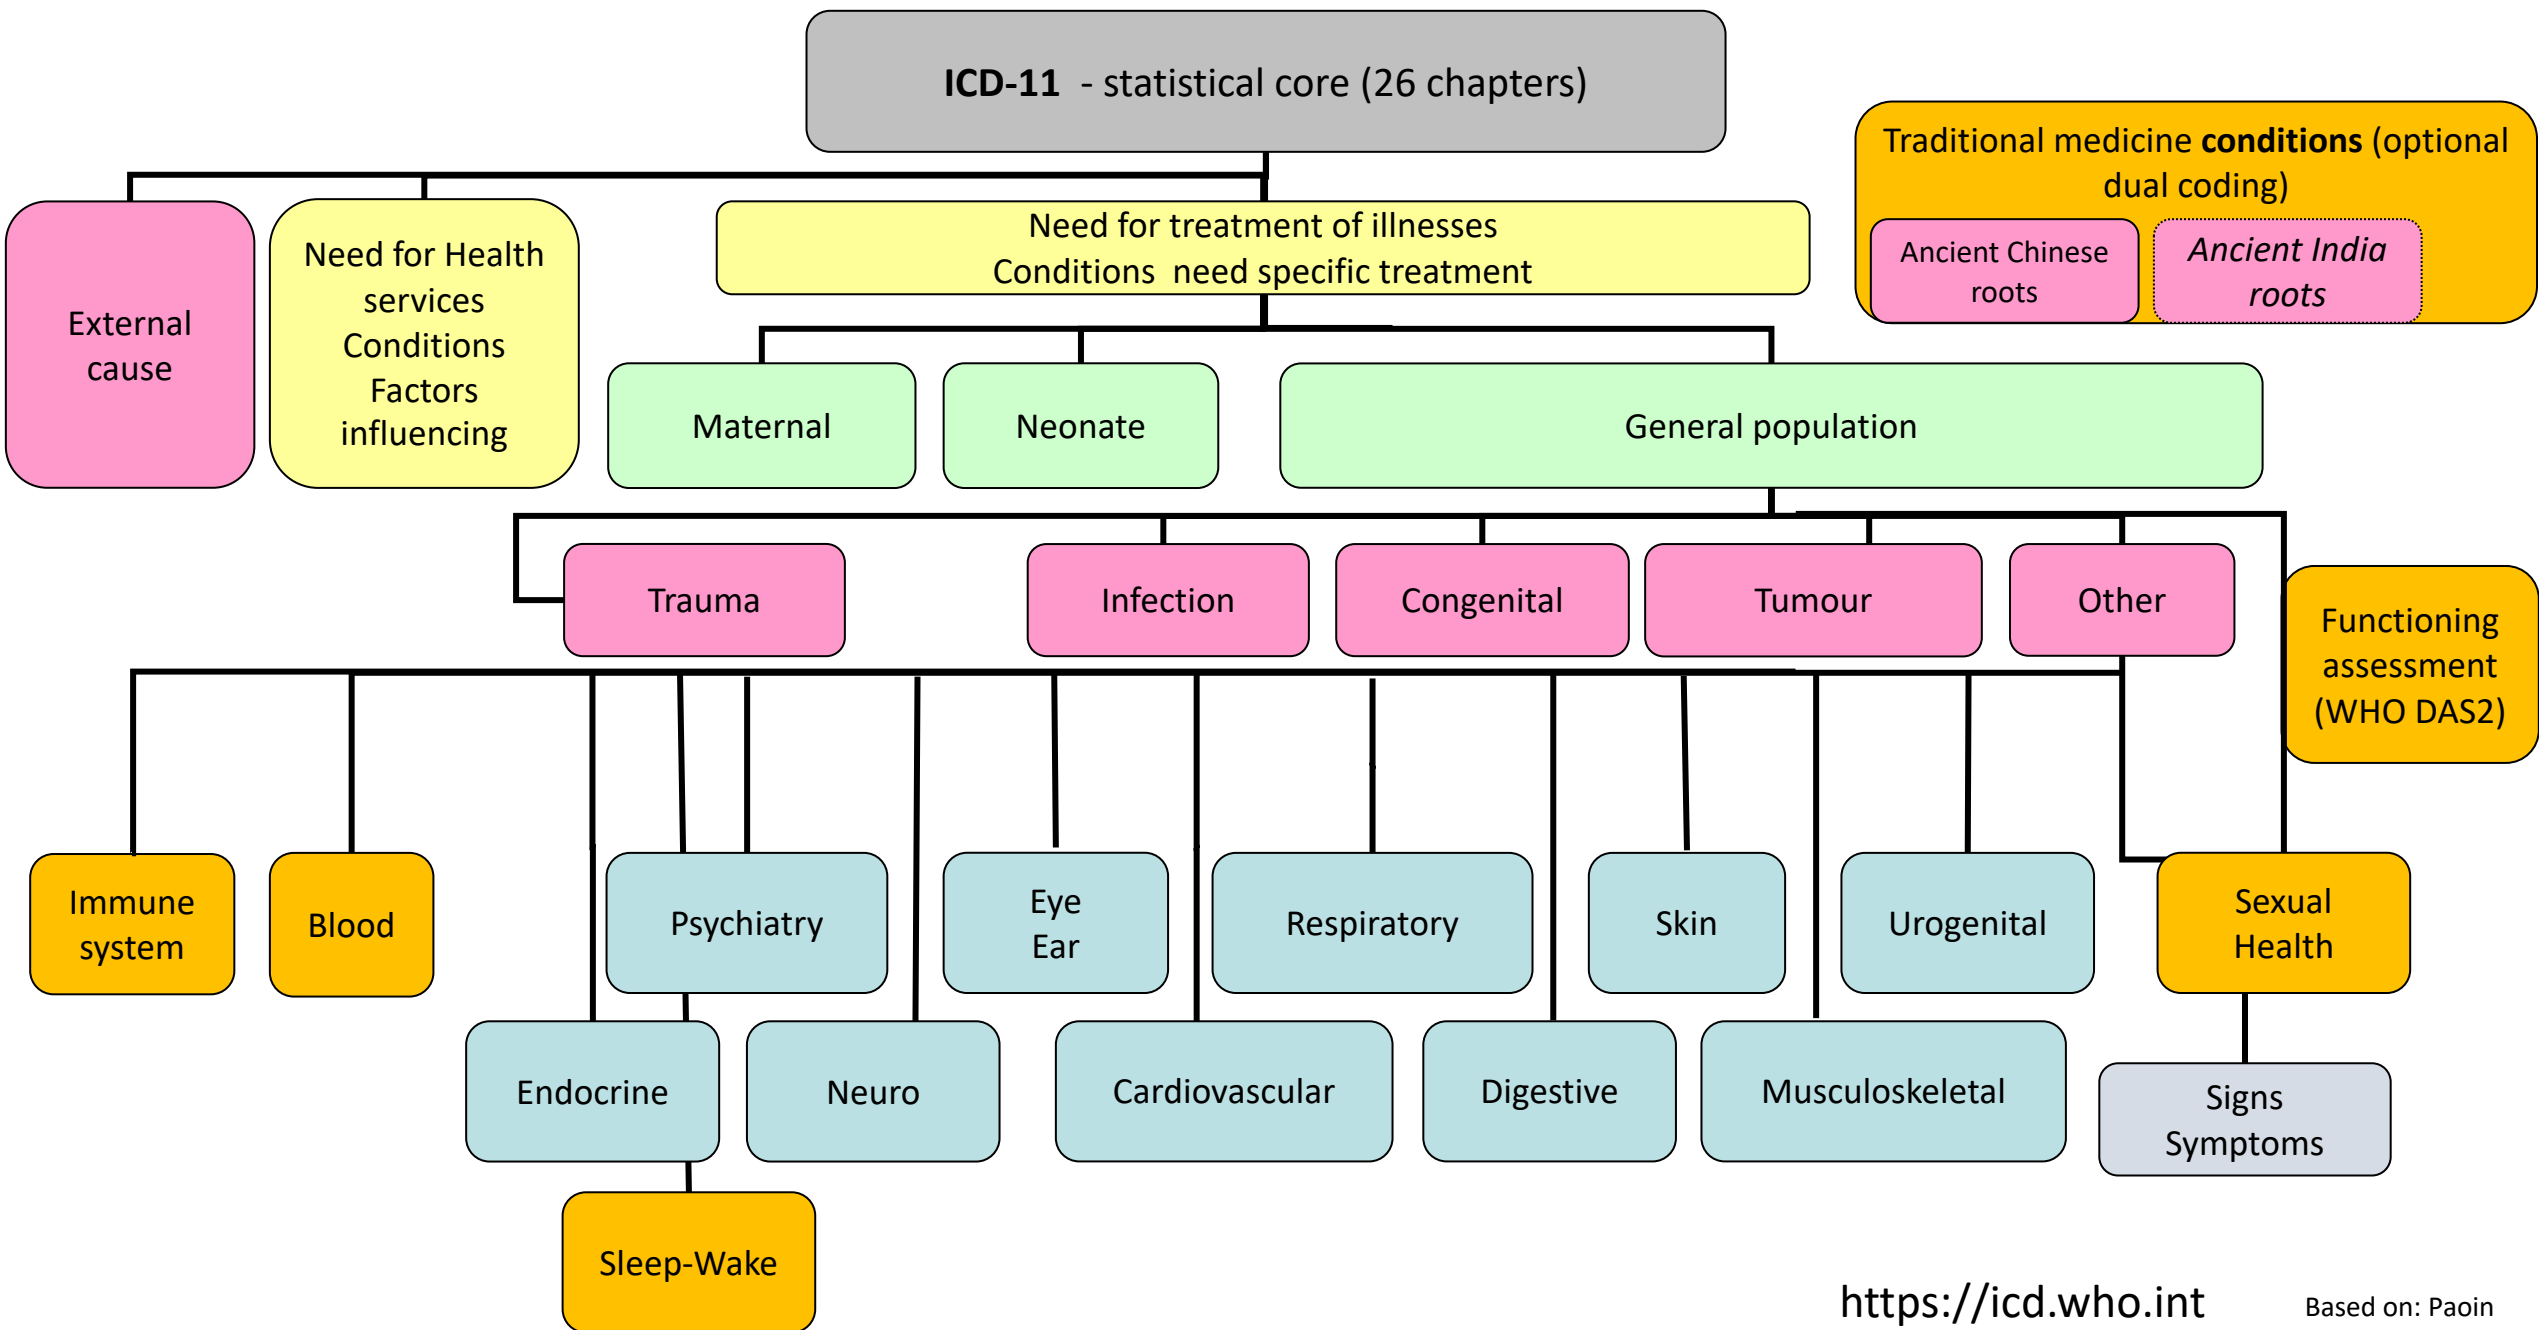 ICD-11 - statistical core (26 chapters)
Traditional medicine conditions (optional
dual coding)
Ancient Chinese
roots
Ancient India
roots
External
cause
Need for Health
services
Conditions
Factors
influencing
Need for treatment of illnesses
Conditions need specific treatment
Maternal
Neonate
General population
Trauma
Infection
Congenital
Tumour
Other
Functioning
assessment
(WHO DAS2)
Immune
system
Blood
Psychiatry
Eye
Ear
Respiratory
Skin
Urogenital
Sexual
Health
Endocrine
Neuro
Cardiovascular
Digestive
Musculoskeletal
Signs
Symptoms
Sleep-Wake
https://icd.who.int
Based on: Paoin